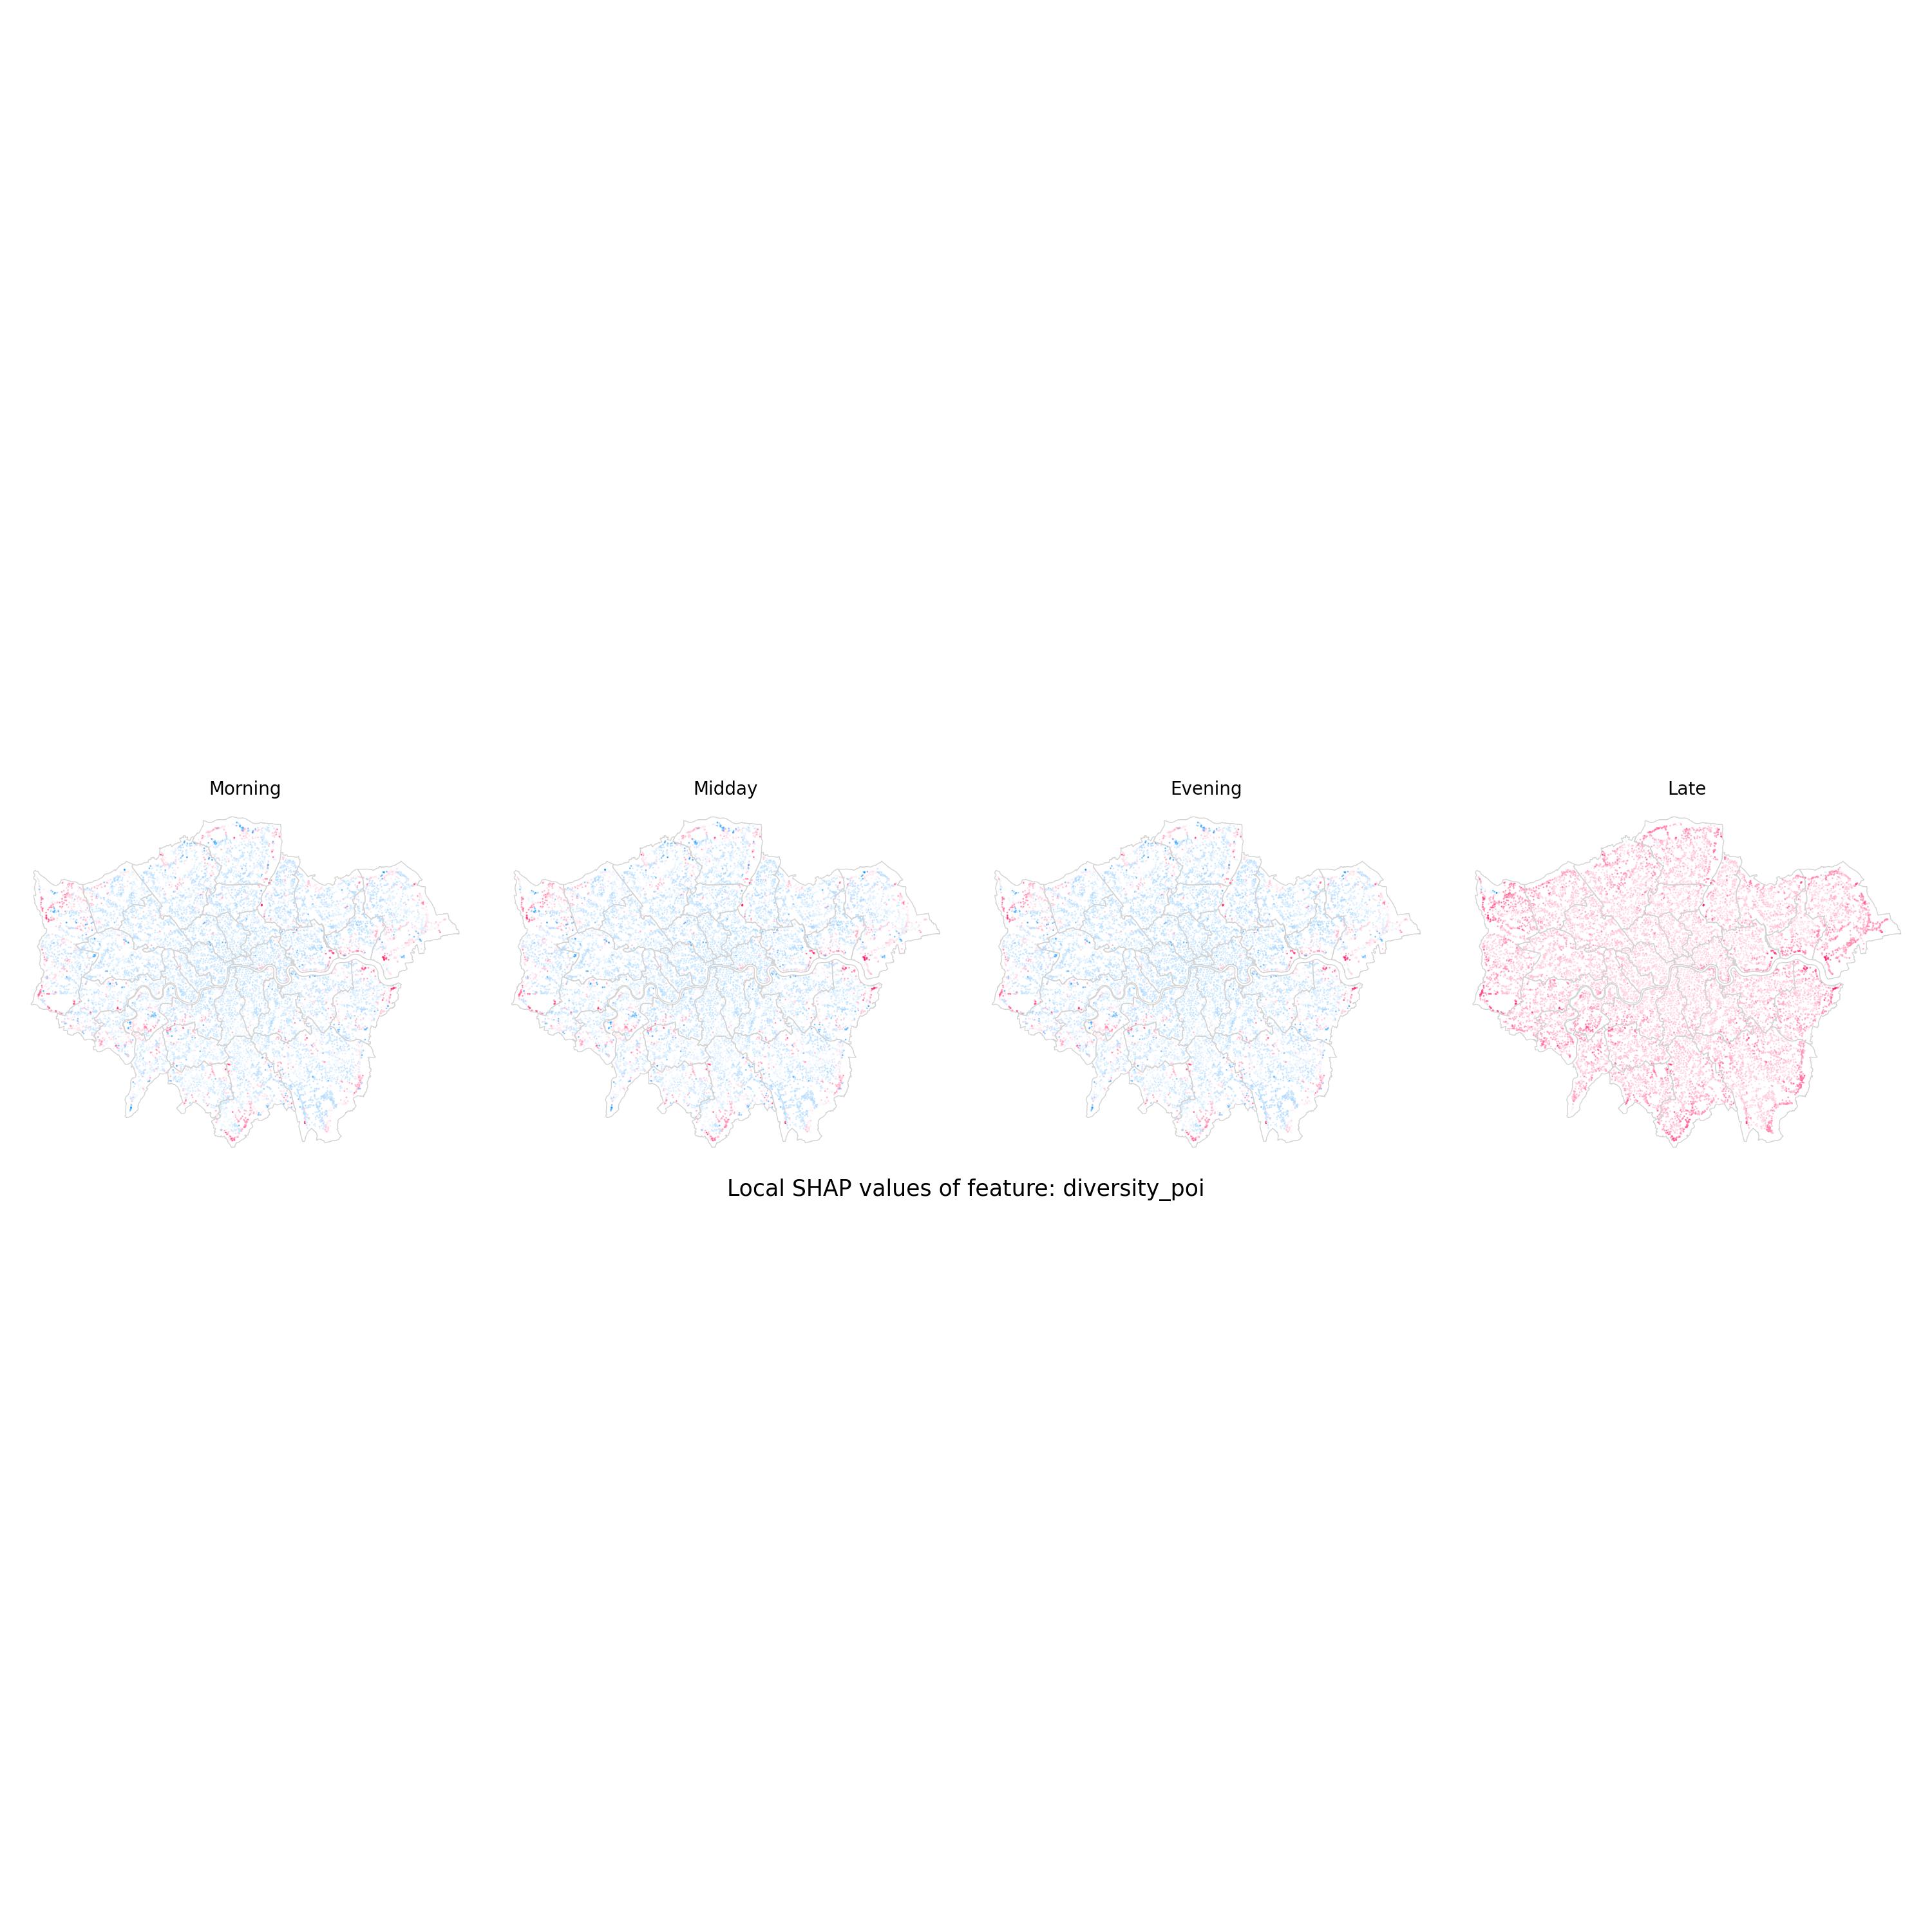 Morning
Midday
Evening
Late
Local SHAP values of feature: diversity_poi